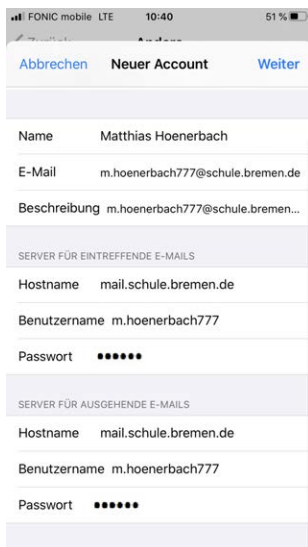 FONIC mobile LTE 10:40 51 %
Abbrechen Neuer Account Weiter
Name Matthias Hoenerbach
E-Mail m.hoenerbach777@schule.bremen.de
Beschreibung m.hoenerbach777@schule.bremen...
SERVER FÜR EINTREFFENDE E-MAILS
Hostname mail.schule.bremen.de
Benutzername m.hoenerbach777
Passwort ●●●●●●
SERVER FÜR AUSGEHENDE E-MAILS
Hostname mail.schule.bremen.de
Benutzername m.hoenerbach777
Passwort ●●●●●●